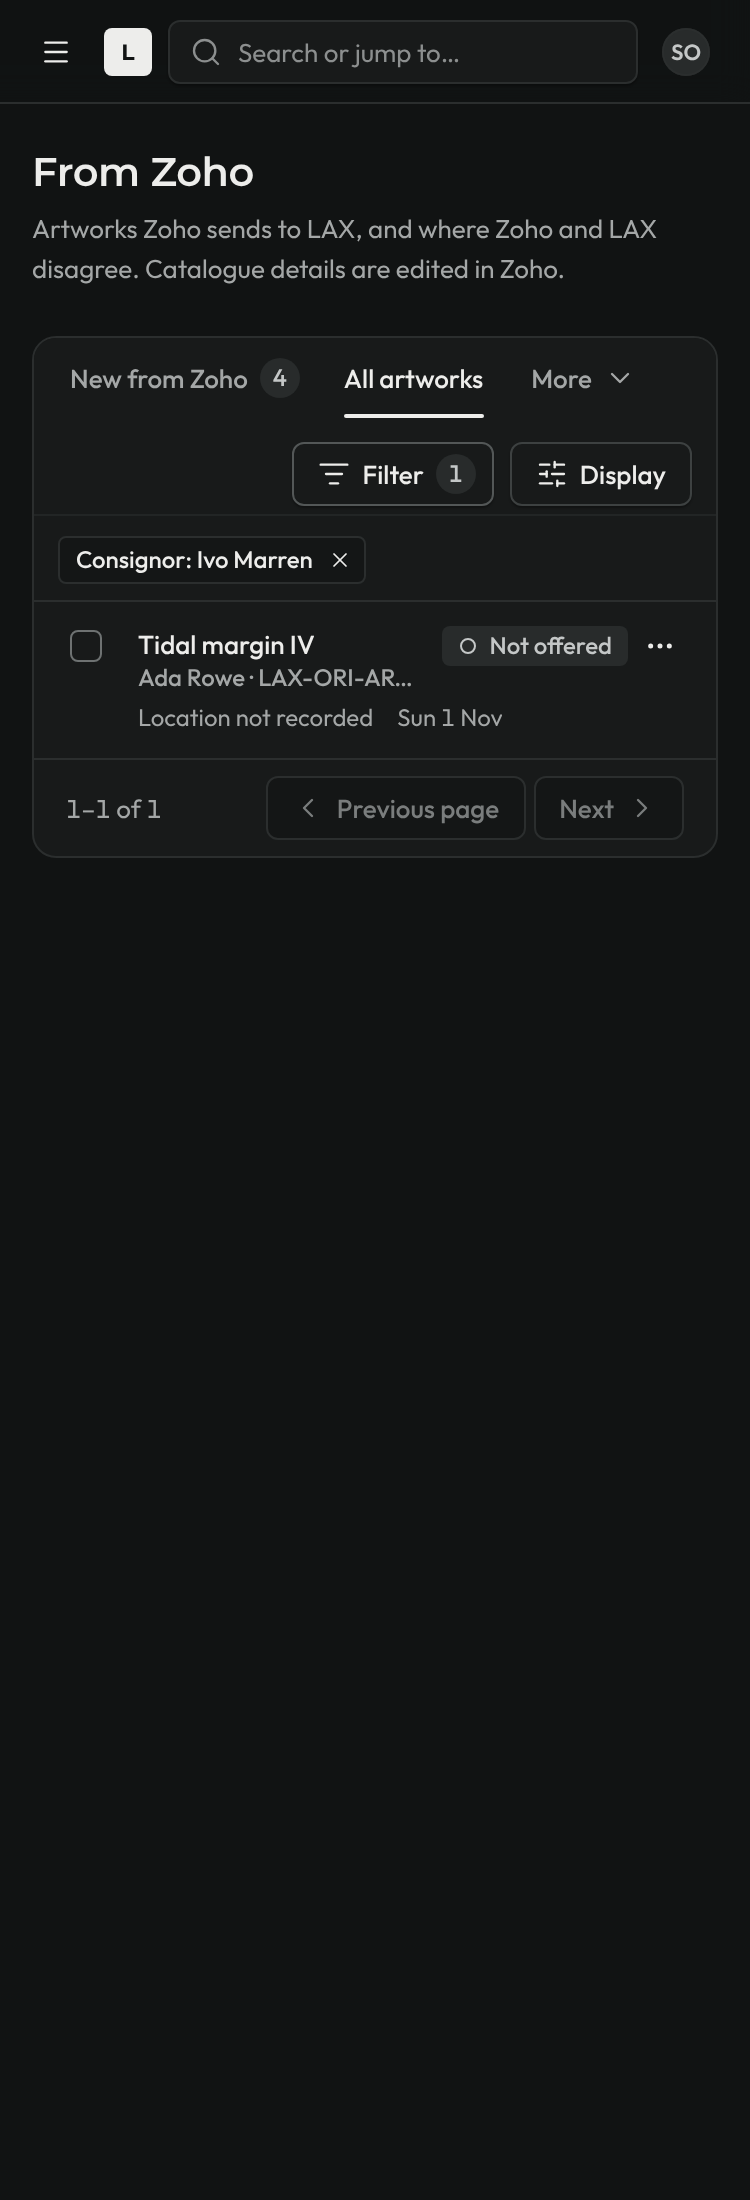 L
Search or jump to...
SO
From Zoho
Artworks Zoho sends to LAX, and where Zoho and LAX
disagree. Catalogue details are edited in Zoho.
New from Zoho 4
All artworks
More
Filter 1
Display
Consignor: Ivo Marren
Tidal margin IV
Not offered
Ada Rowe · LAX-ORI-AR...
Location not recorded
Sun 1 Nov
1–1 of 1
Previous page
Next